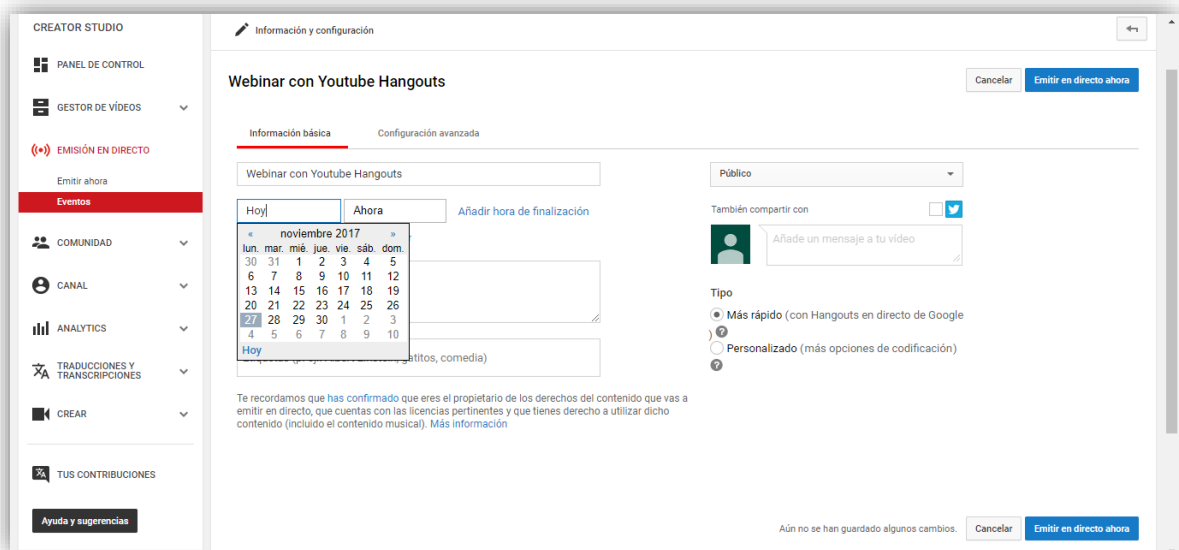 CREATOR STUDIO
PANEL DE CONTROL
GESTOR DE VÍDEOS
EMISIÓN EN DIRECTO
Emitir ahora
Eventos
COMUNIDAD
CANAL
ANALYTICS
TRADUCCIONES Y
TRANSCRIPCIONES
CREAR
TUS CONTRIBUCIONES
Ayuda y sugerencias
Información y configuración
Webinar con Youtube Hangouts
Cancelar
Emitir en directo ahora
Información básica
Configuración avanzada
Webinar con Youtube Hangouts
Hoy
Ahora
Añadir hora de finalización
« noviembre 2017 »
lun. mar. mié. jue. vie. sáb. dom.
30 31 1 2 3 4 5
6 7 8 9 10 11 12
13 14 15 16 17 18 19
20 21 22 23 24 25 26
27 28 29 30 1 2 3
4 5 6 7 8 9 10
Hoy
gatitos, comedia)
Te recordamos que has confirmado que eres el propietario de los derechos del contenido que vas a
emitir en directo, que cuentas con las licencias pertinentes y que tienes derecho a utilizar dicho
contenido (incluido el contenido musical). Más información
Público
También compartir con
Añade un mensaje a tu vídeo
Tipo
Más rápido (con Hangouts en directo de Google
) ?
Personalizado (más opciones de codificación)
?
Aún no se han guardado algunos cambios.
Cancelar
Emitir en directo ahora